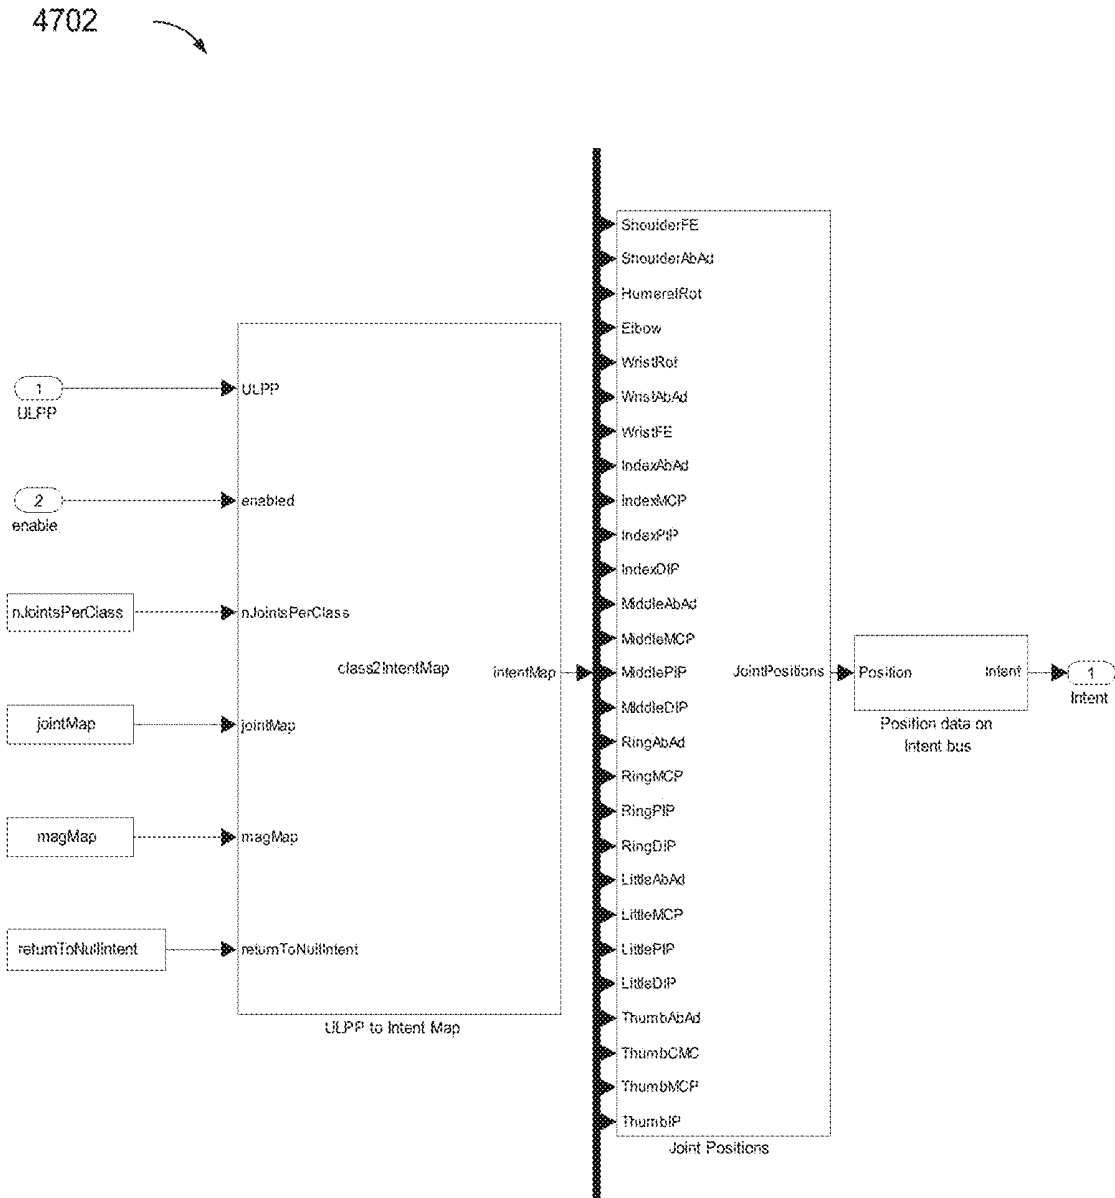 4702
1
ULPP
2
enable
nJointsPerClass
jointMap
magMap
returnToNullIntent
ULPP
enabled
nJointsPerClass
class2IntentMap
intentMap
jointMap
magMap
returnToNullIntent
ULPP to Intent Map
ShoulderFE
ShoulderAbAd
HumeralRot
Elbow
WristRot
WristAbAd
WristFE
IndexAbAd
IndexMCP
IndexPIP
IndexDIP
MiddleAbAd
MiddleMCP
MiddlePIP
MiddleDIP
RingAbAd
RingMCP
RingPIP
RingDIP
LittleAbAd
LittleMCP
LittlePIP
LittleDIP
ThumbAbAd
ThumbCMC
ThumbMCP
ThumbIP
JointPositions
Joint Positions
Position
Intent
Position data on
Intent bus
1
Intent